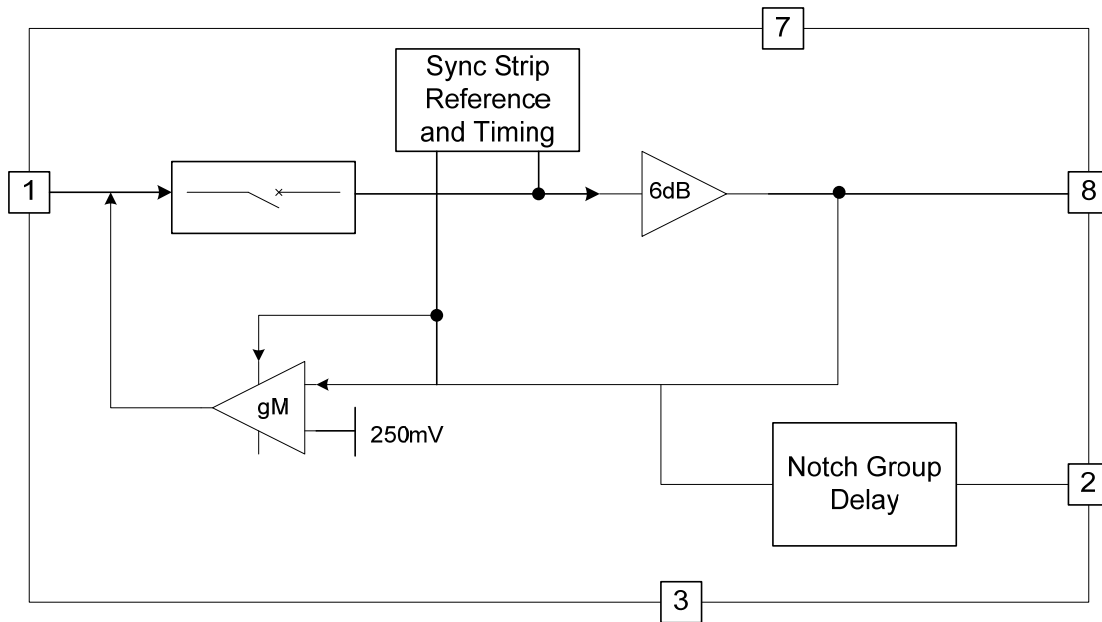 7
Sync Strip
Reference
and Timing
1
6dB
8
gM
250mV
Notch Group
Delay
2
3